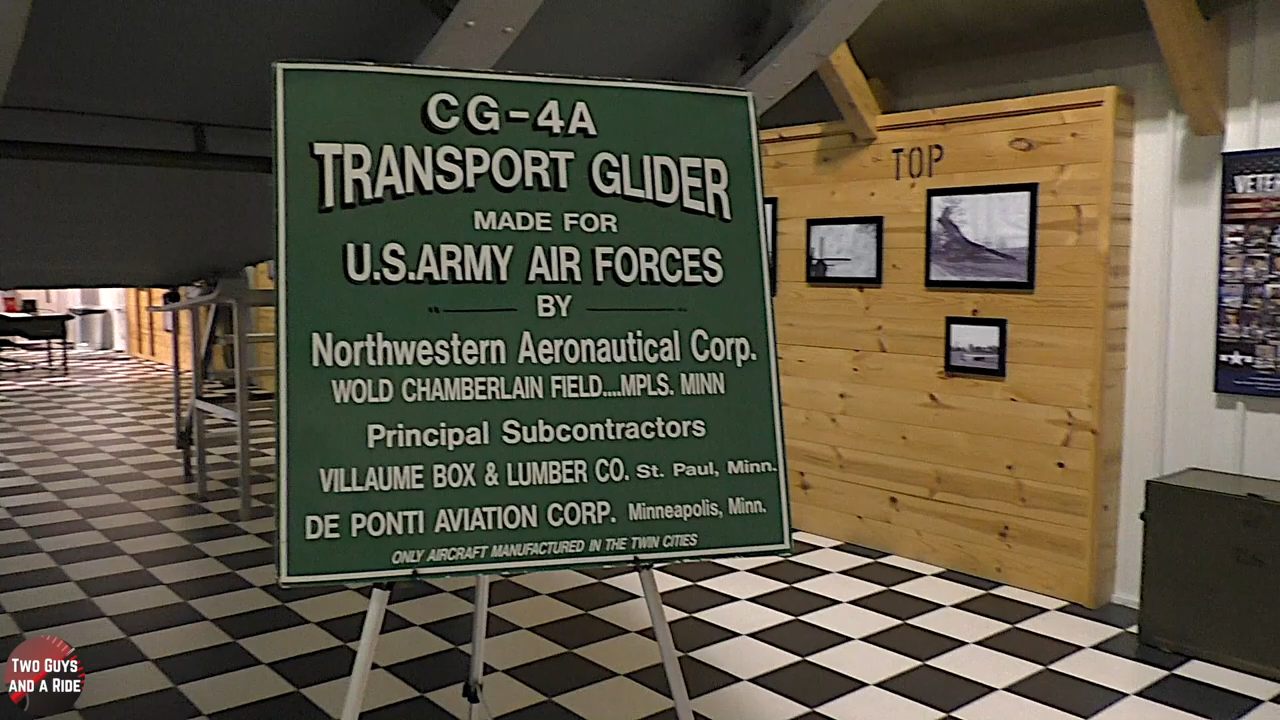 CG-4A
TRANSPORT GLIDER
MADE FOR
U.S.ARMY AIR FORCES
BY
Northwestern Aeronautical Corp.
WOLD CHAMBERLAIN FIELD....MPLS. MINN
Principal Subcontractors
VILLAUME BOX & LUMBER CO. St. Paul, Minn.
DE PONTI AVIATION CORP. Minneapolis, Minn.
ONLY AIRCRAFT MANUFACTURED IN THE TWIN CITIES
TOP
TWO GUYS
AND A RIDE